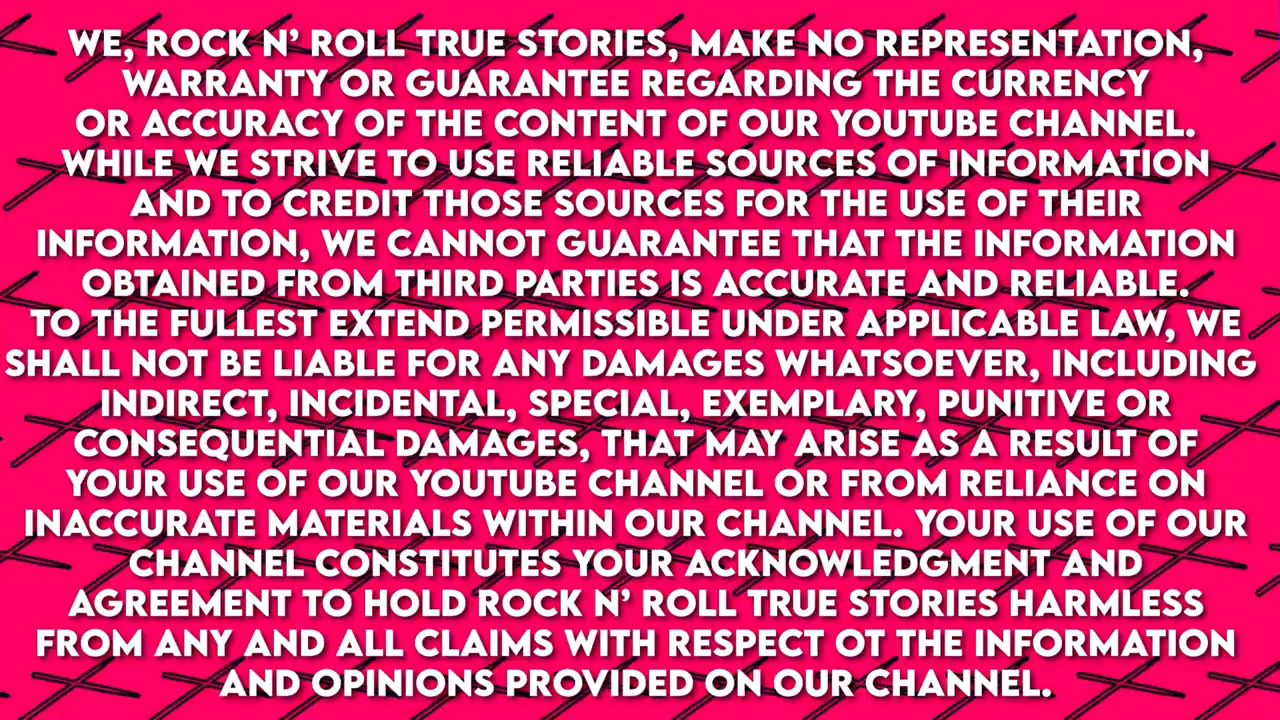 WE, ROCK N' ROLL TRUE STORIES, MAKE NO REPRESENTATION,
WARRANTY OR GUARANTEE REGARDING THE CURRENCY
OR ACCURACY OF THE CONTENT OF OUR YOUTUBE CHANNEL.
WHILE WE STRIVE TO USE RELIABLE SOURCES OF INFORMATION
AND TO CREDIT THOSE SOURCES FOR THE USE OF THEIR
INFORMATION, WE CANNOT GUARANTEE THAT THE INFORMATION
OBTAINED FROM THIRD PARTIES IS ACCURATE AND RELIABLE.
TO THE FULLEST EXTEND PERMISSIBLE UNDER APPLICABLE LAW, WE
SHALL NOT BE LIABLE FOR ANY DAMAGES WHATSOEVER, INCLUDING
INDIRECT, INCIDENTAL, SPECIAL, EXEMPLARY, PUNITIVE OR
CONSEQUENTIAL DAMAGES, THAT MAY ARISE AS A RESULT OF
YOUR USE OF OUR YOUTUBE CHANNEL OR FROM RELIANCE ON
INACCURATE MATERIALS WITHIN OUR CHANNEL. YOUR USE OF OUR
CHANNEL CONSTITUTES YOUR ACKNOWLEDGMENT AND
AGREEMENT TO HOLD ROCK N' ROLL TRUE STORIES HARMLESS
FROM ANY AND ALL CLAIMS WITH RESPECT OT THE INFORMATION
AND OPINIONS PROVIDED ON OUR CHANNEL.